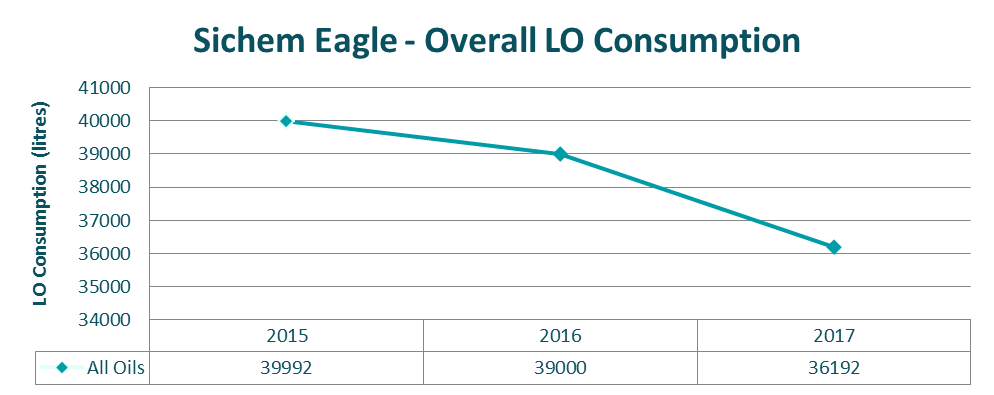 Sichem Eagle - Overall LO Consumption
LO Consumption (litres)
41000
40000
39000
38000
37000
36000
35000
34000
2015 2016 2017
All Oils 39992 39000 36192